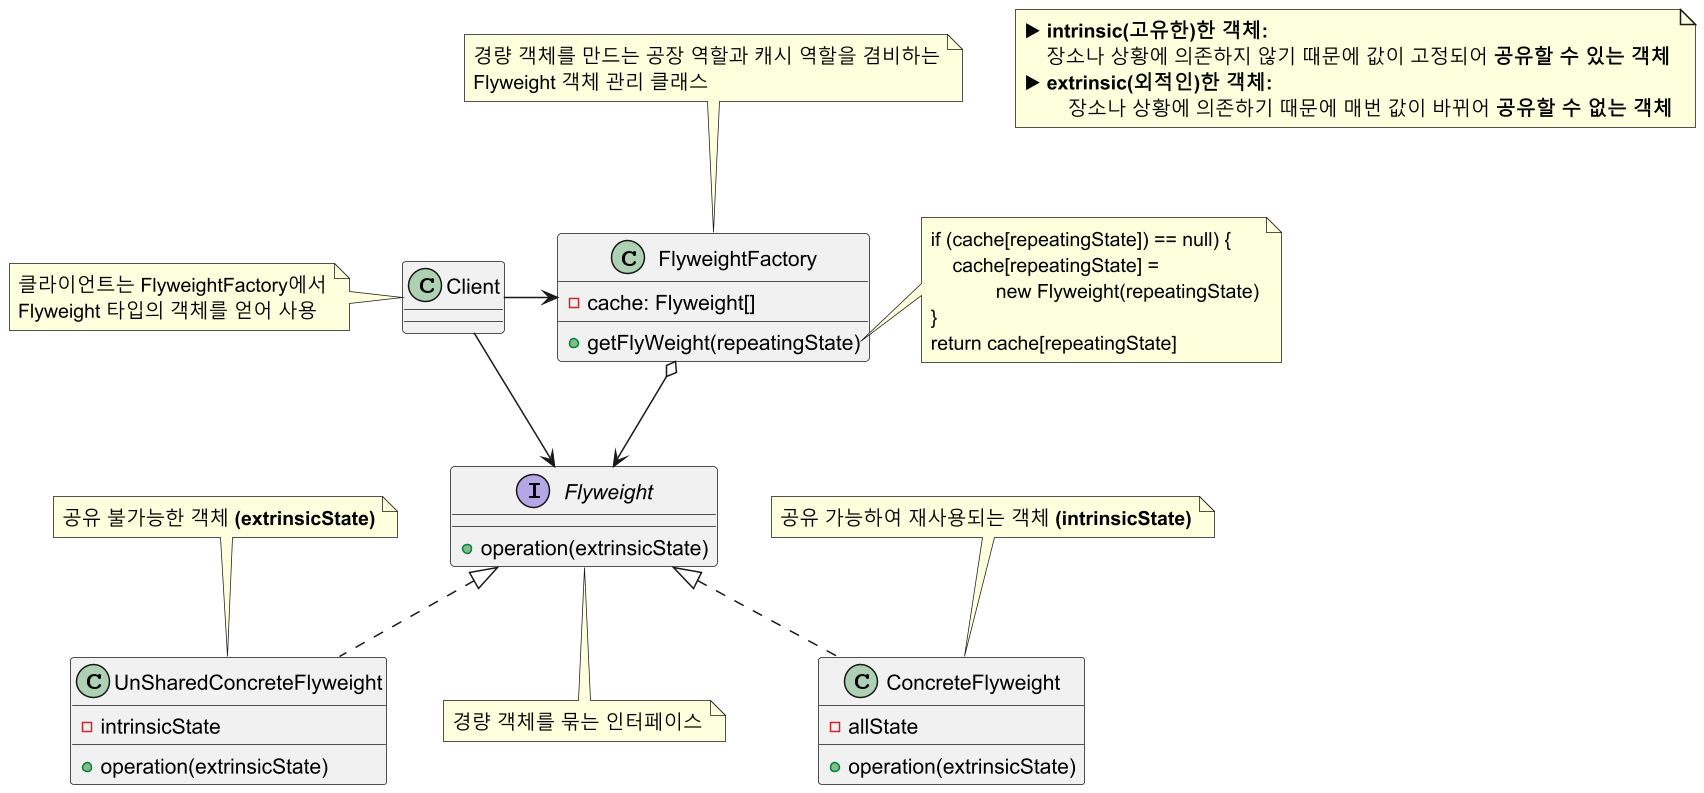 경량 객체를 만드는 공장 역할과 캐시 역할을 겸비하는
Flyweight 객체 관리 클래스
▶ intrinsic(고유한)한 객체:
장소나 상황에 의존하지 않기 때문에 값이 고정되어 공유할 수 있는 객체
▶ extrinsic(외적인)한 객체:
장소나 상황에 의존하기 때문에 매번 값이 바뀌어 공유할 수 없는 객체
클라이언트는 FlyweightFactory에서
Flyweight 타입의 객체를 얻어 사용
C Client
C FlyweightFactory
cache: Flyweight[]
getFlyWeight(repeatingState)
if (cache[repeatingState]) == null) {
cache[repeatingState] =
new Flyweight(repeatingState)
}
return cache[repeatingState]
I Flyweight
operation(extrinsicState)
공유 불가능한 객체 (extrinsicState)
공유 가능하여 재사용되는 객체 (intrinsicState)
C UnSharedConcreteFlyweight
intrinsicState
operation(extrinsicState)
경량 객체를 묶는 인터페이스
C ConcreteFlyweight
allState
operation(extrinsicState)